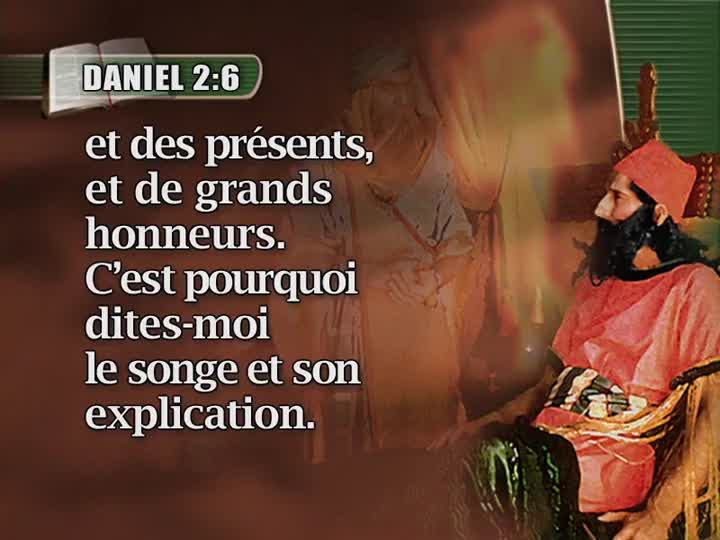 DANIEL 2:6
et des présents,
et de grands
honneurs.
C’est pourquoi
dites-moi
le songe et son
explication.